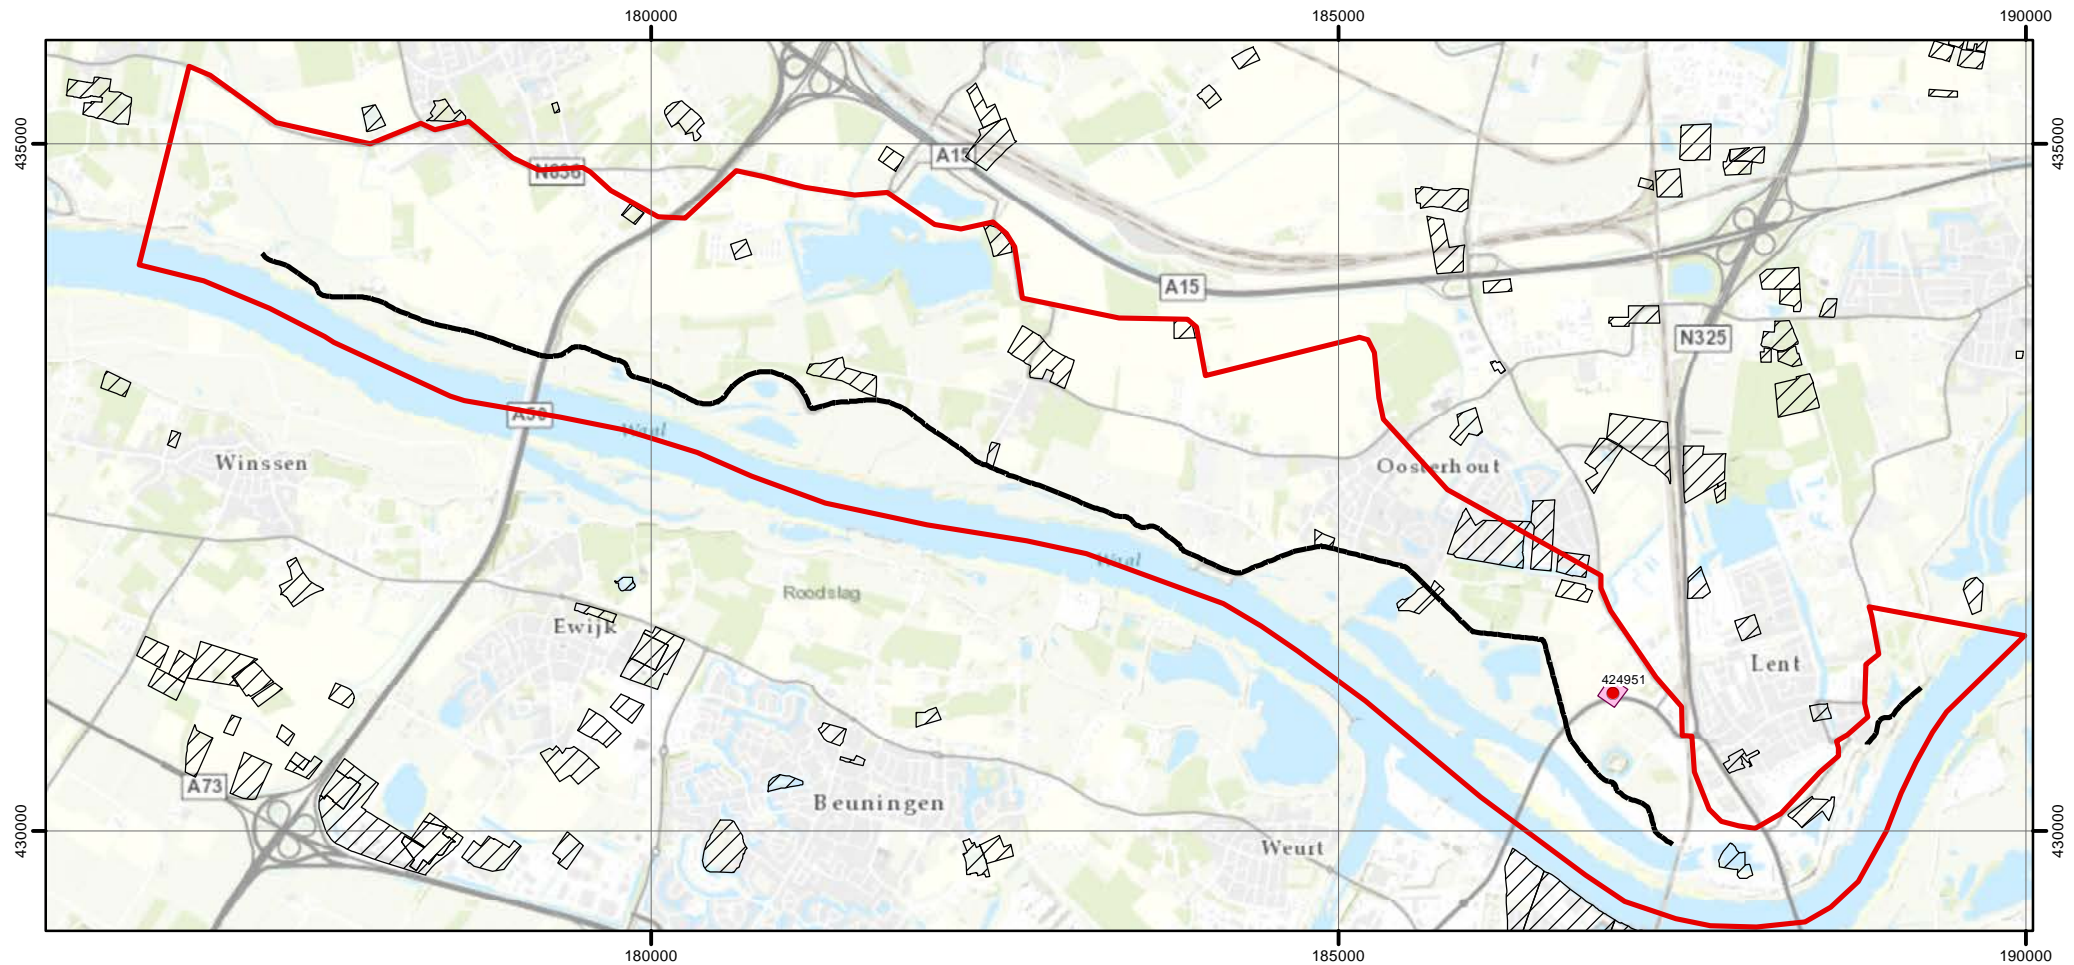 180000
185000
190000
435000
435000
A15
N836
A15
N325
A50
Waal
Winssen
Oosterhout
Waal
Roodslag
Ewijk
Lent
424951
A73
Beuningen
430000
430000
Weurt
180000
185000
190000